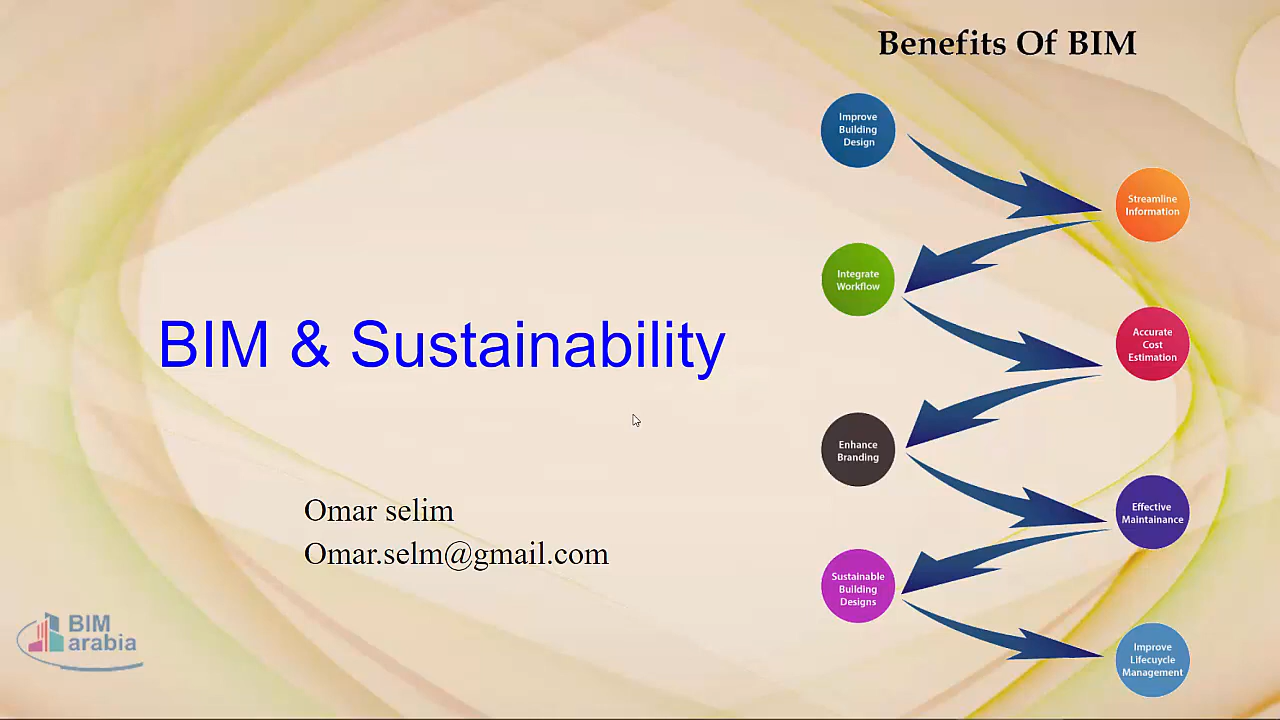 Benefits Of BIM
Improve
Building
Design
Streamline
Information
Integrate
Workflow
Accurate
Cost
Estimation
BIM & Sustainability
Enhance
Branding
Effective
Maintainance
Omar selim
Omar.selm@gmail.com
Sustainable
Building
Designs
BIM
arabia
Improve
Lifecycle
Management